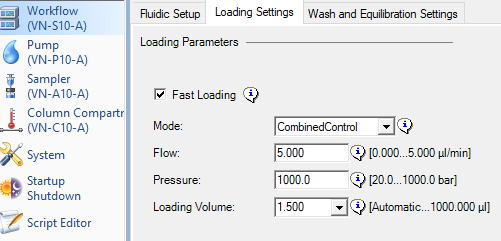 Workflow
(VN-S10-A)
Pump
(VN-P10-A)
Sampler
(VN-A10-A)
Column Compartr
(VN-C10-A)
System
Startup
Shutdown
Script Editor
Fluidic Setup Loading Settings Wash and Equilibration Settings
Loading Parameters
Fast Loading
Mode: CombinedControl
Flow: 5.000 [0.000...5.000 µl/min]
Pressure: 1000.0 [20.0...1000.0 bar]
Loading Volume: 1.500 [Automatic...1000.000 µl]